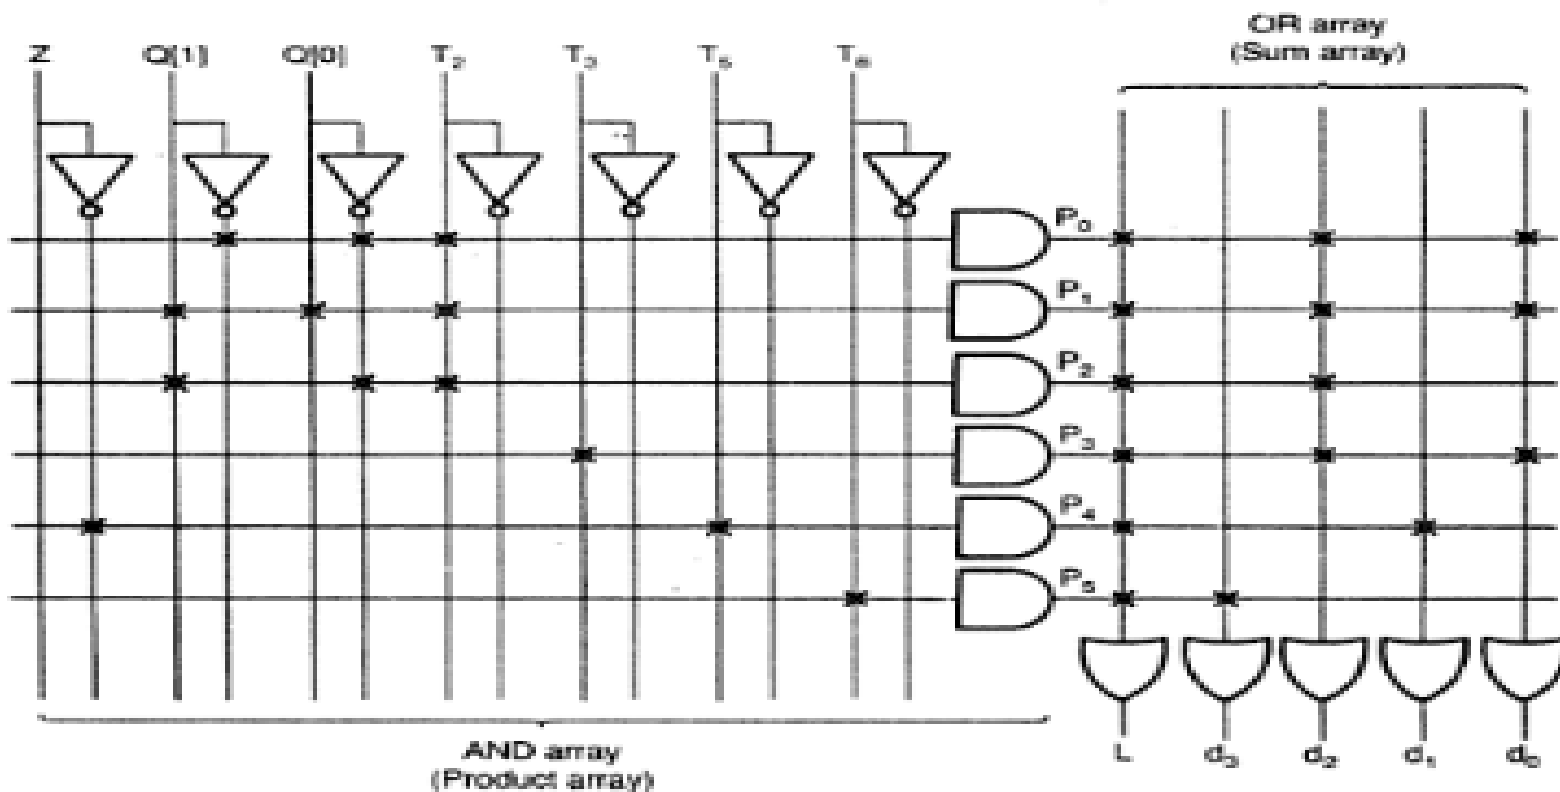 OR array
(Sum array)
Z Q[1] Q[0] T₂ T₃ T₅ T₆
P₀
P₁
P₂
P₃
P₄
P₅
L d₃ d₂ d₁ d₀
AND array
(Product array)